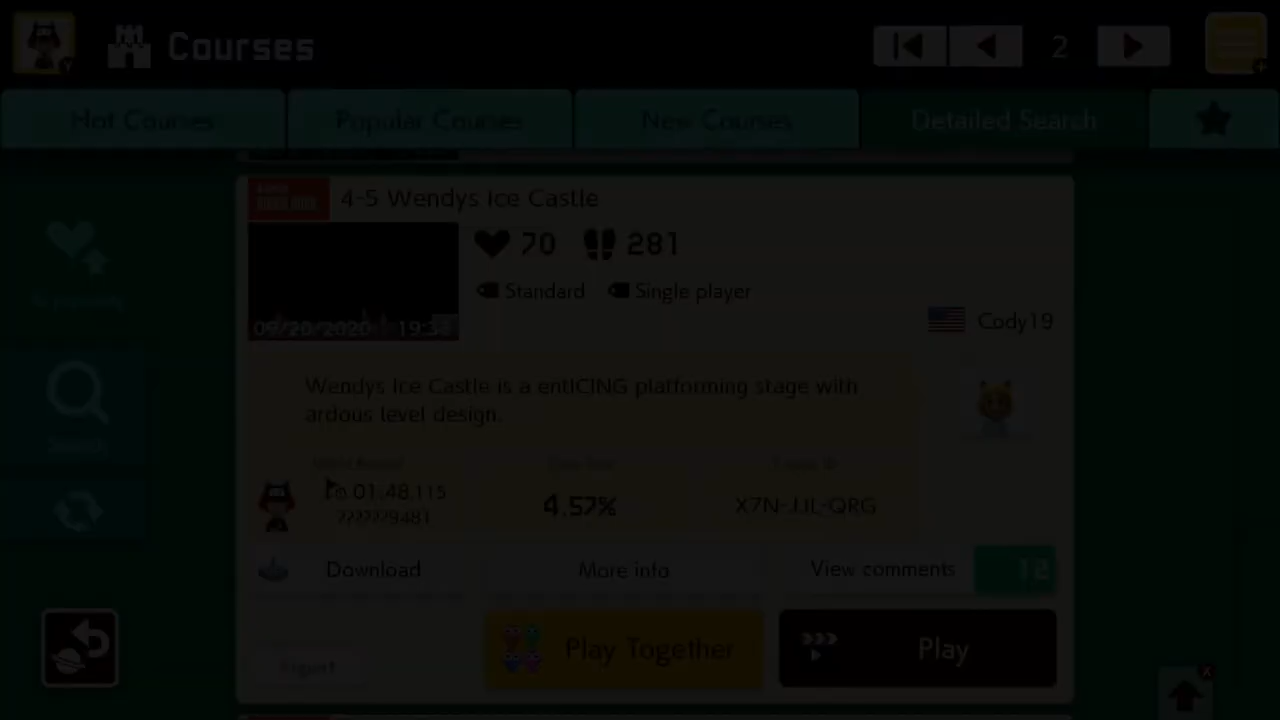 Courses
2
Hot Courses
Popular Courses
New Courses
Detailed Search
4-5 Wendys Ice Castle
70
281
Standard
Single player
Cody19
Wendys Ice Castle is a entICING platforming stage with
ardous level design.
01:48.115
4.57%
X7N-JJL-QRG
???????9481
Download
More info
View comments
12
Play Together
Play
Report